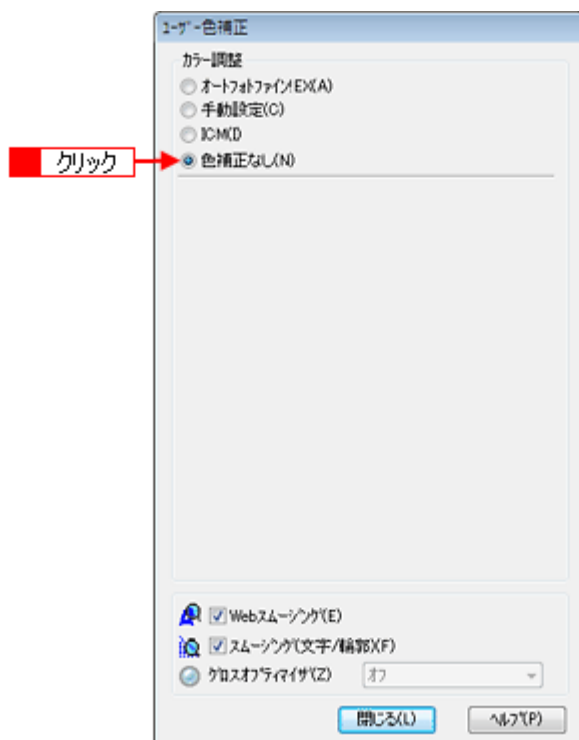 ユーザー色補正
カラー調整
オートフォトファイン!EX(A)
手動設定(C)
ICM(I)
クリック
色補正なし(N)
Webスムージング(E)
スムージング(文字/輪郭)(F)
グロスオプティマイザ(Z)
オフ
閉じる(L)
ヘルプ(P)